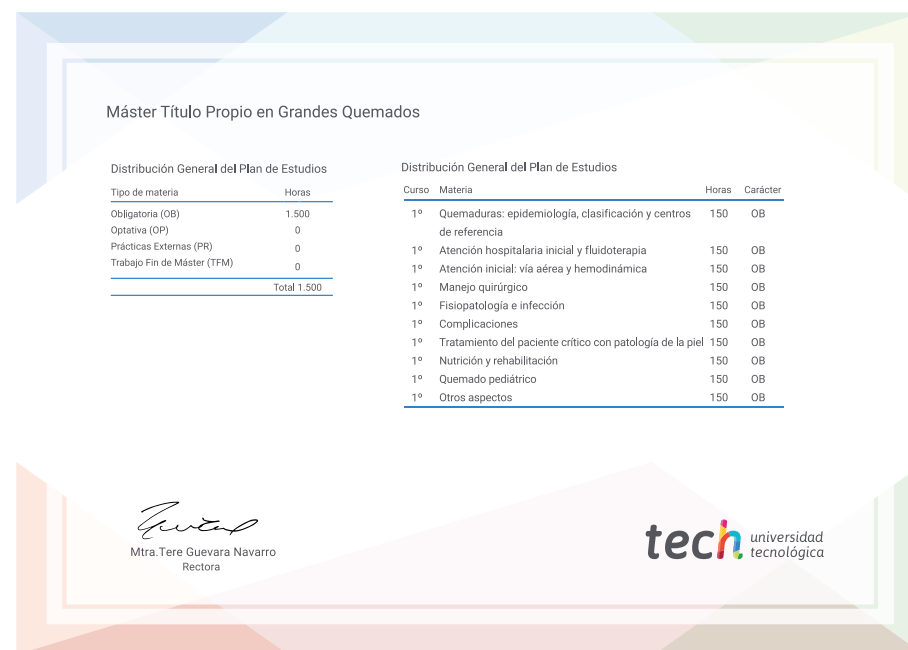 Máster Título Propio en Grandes Quemados
Distribución General del Plan de Estudios
Tipo de materia Horas
Obligatoria (OB) 1.500
Optativa (OP) 0
Prácticas Externas (PR) 0
Trabajo Fin de Máster (TFM) 0
Total 1.500
Distribución General del Plan de Estudios
Curso Materia Horas Carácter
1º Quemaduras: epidemiología, clasificación y centros 150 OB
de referencia
1º Atención hospitalaria inicial y fluidoterapia 150 OB
1º Atención inicial: vía aérea y hemodinámica 150 OB
1º Manejo quirúrgico 150 OB
1º Fisiopatología e infección 150 OB
1º Complicaciones 150 OB
1º Tratamiento del paciente crítico con patología de la piel 150 OB
1º Nutrición y rehabilitación 150 OB
1º Quemado pediátrico 150 OB
1º Otros aspectos 150 OB
Mtra.Tere Guevara Navarro
Rectora
tech universidad
tecnológica